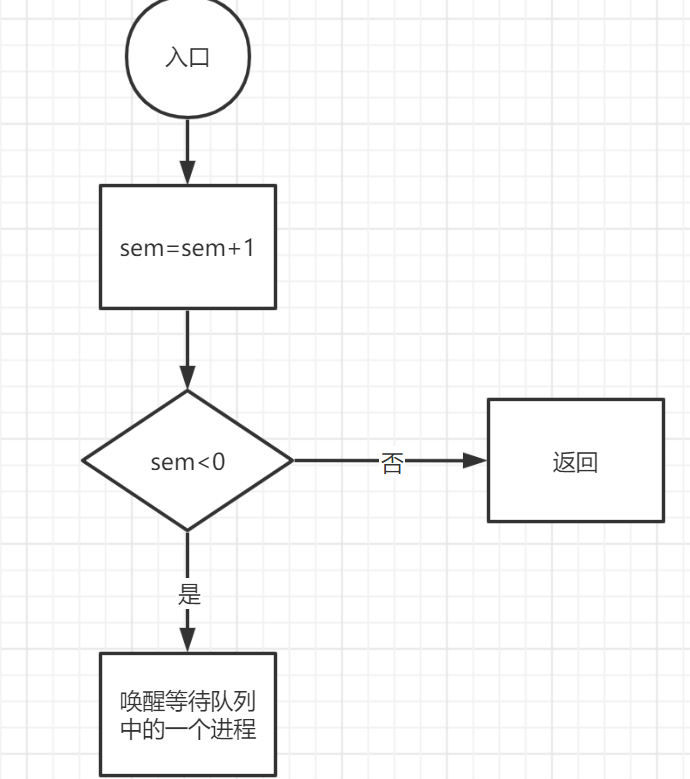 入口
sem=sem+1
sem<0
否
返回
是
唤醒等待队列
中的一个进程